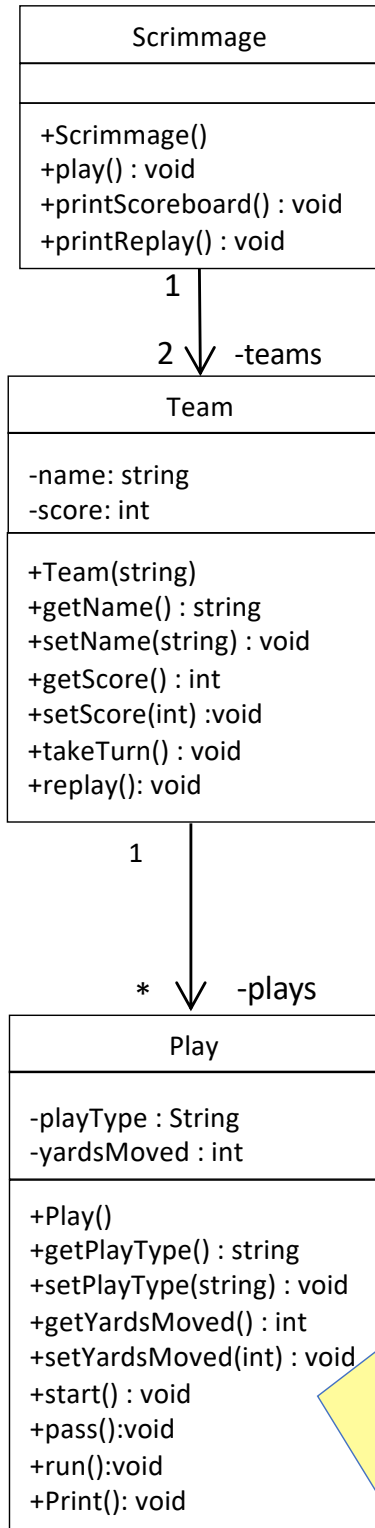 Scrimmage
+Scrimmage()
+play() : void
+printScoreboard() : void
+printReplay() : void
1
2 -teams
Team
-name: string
-score: int
+Team(string)
+getName() : string
+setName(string) : void
+getScore() : int
+setScore(int) :void
+takeTurn() : void
+replay(): void
1
* -plays
Play
-playType : String
-yardsMoved : int
+Play()
+getPlayType() : string
+setPlayType(string) : void
+getYardsMoved() : int
+setYardsMoved(int) : void
+start() : void
+pass():void
+run():void
+Print(): void